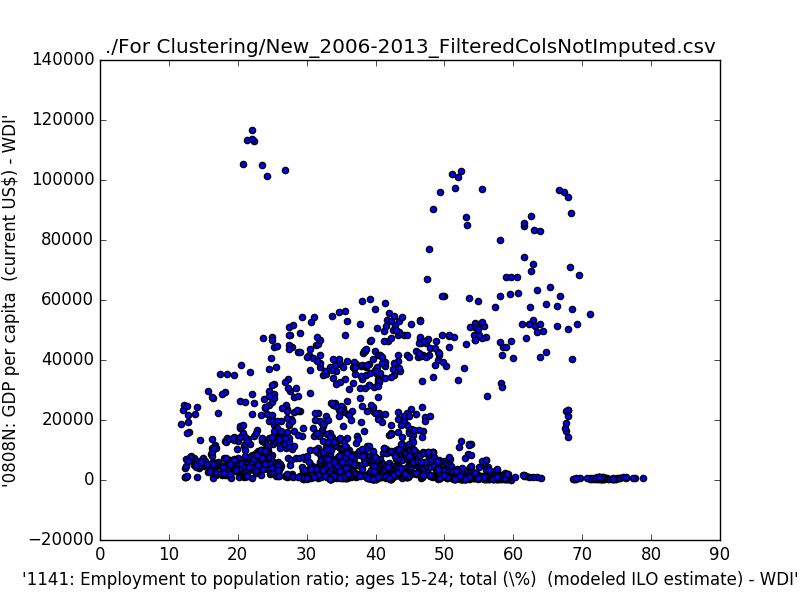 ./For Clustering/New_2006-2013_FilteredColsNotImputed.csv
140000
120000
100000
80000
60000
40000
20000
0
−20000
0 10 20 30 40 50 60 70 80 90
'0808N: GDP per capita  (current US$) - WDI'
'1141: Employment to population ratio; ages 15-24; total (\%)  (modeled ILO estimate) - WDI'